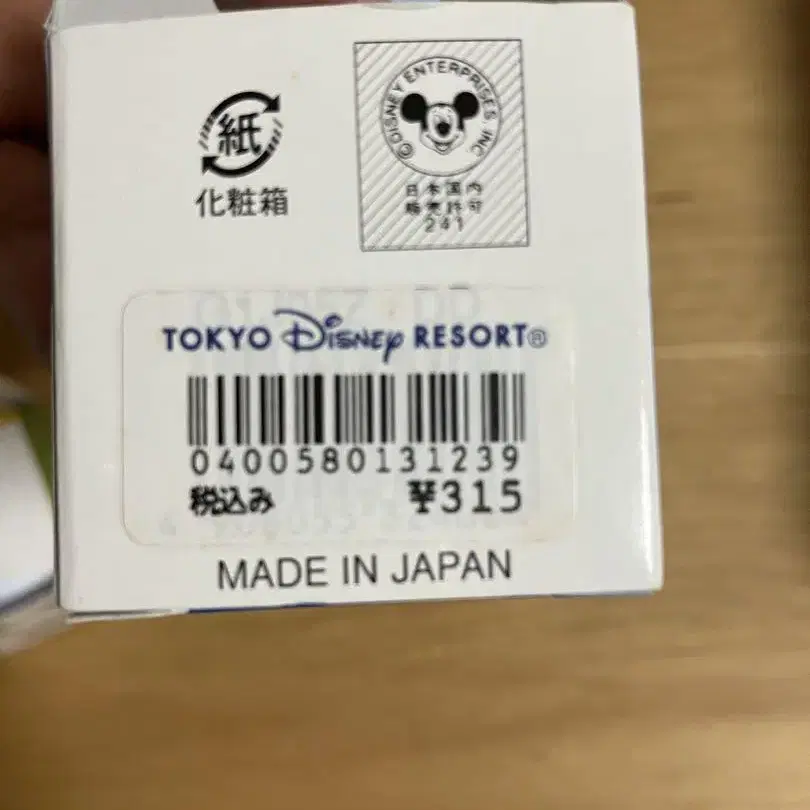 紙
化粧箱
©DISNEY ENTERPRISES, INC
日本国内
販売許可
241
TOKYO Disney RESORT®
0400580131239
税込み ¥315
MADE IN JAPAN